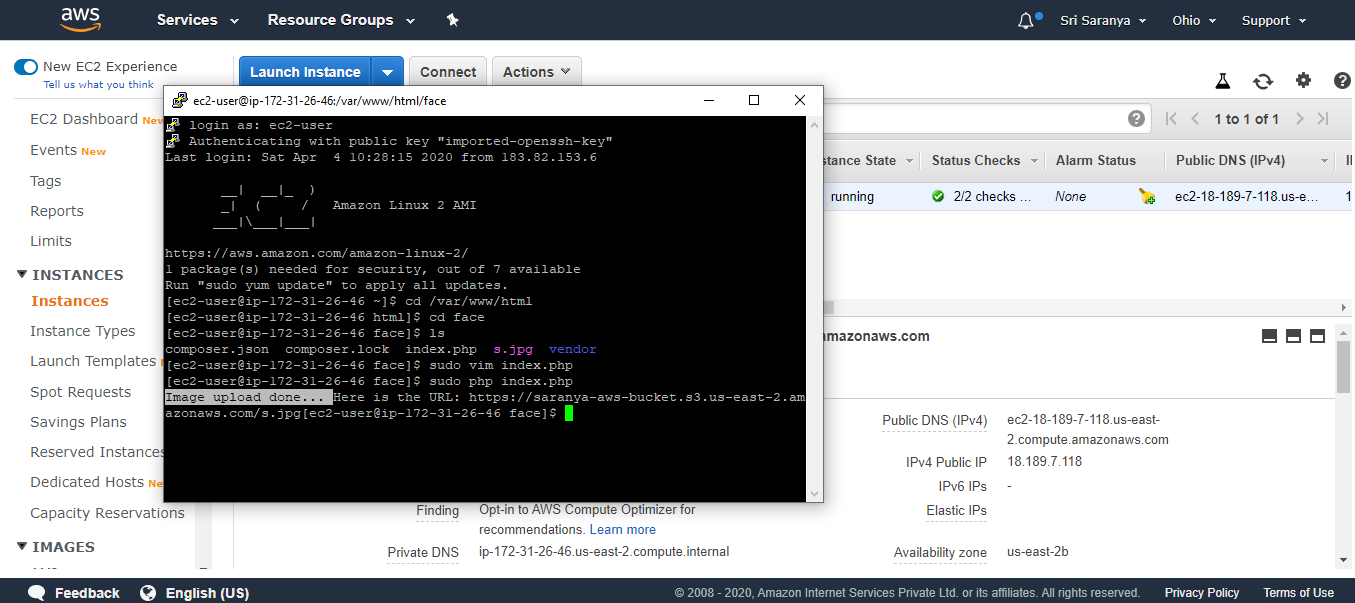 aws Services Resource Groups Sri Saranya Ohio Support
New EC2 Experience
Tell us what you think
Launch Instance Connect Actions
EC2 Dashboard New
Events New
Tags
Reports
Limits
INSTANCES
Instances
Instance Types
Launch Templates
Spot Requests
Savings Plans
Reserved Instances
Dedicated Hosts Ne
Capacity Reservations
IMAGES
ec2-user@ip-172-31-26-46:/var/www/html/face
login as: ec2-user
Authenticating with public key "imported-openssh-key"
Last login: Sat Apr  4 10:28:15 2020 from 183.82.153.6
__|  __|_  )
_|  (     /   Amazon Linux 2 AMI
___|\___|___|
https://aws.amazon.com/amazon-linux-2/
1 package(s) needed for security, out of 7 available
Run "sudo yum update" to apply all updates.
[ec2-user@ip-172-31-26-46 ~]$ cd /var/www/html
[ec2-user@ip-172-31-26-46 html]$ cd face
[ec2-user@ip-172-31-26-46 face]$ ls
composer.json  composer.lock  index.php  s.jpg  vendor
[ec2-user@ip-172-31-26-46 face]$ sudo vim index.php
[ec2-user@ip-172-31-26-46 face]$ sudo php index.php
Image upload done... Here is the URL: https://saranya-aws-bucket.s3.us-east-2.am
azonaws.com/s.jpg[ec2-user@ip-172-31-26-46 face]$
1 to 1 of 1
stance State Status Checks Alarm Status Public DNS (IPv4) I
running 2/2 checks ... None ec2-18-189-7-118.us-e... 1
amazonaws.com
Public DNS (IPv4) ec2-18-189-7-118.us-east-
2.compute.amazonaws.com
IPv4 Public IP 18.189.7.118
IPv6 IPs -
Elastic IPs
Finding Opt-in to AWS Compute Optimizer for
recommendations. Learn more
Private DNS ip-172-31-26-46.us-east-2.compute.internal
Availability zone us-east-2b
Feedback English (US) © 2008 - 2020, Amazon Internet Services Private Ltd. or its affiliates. All rights reserved. Privacy Policy Terms of Use